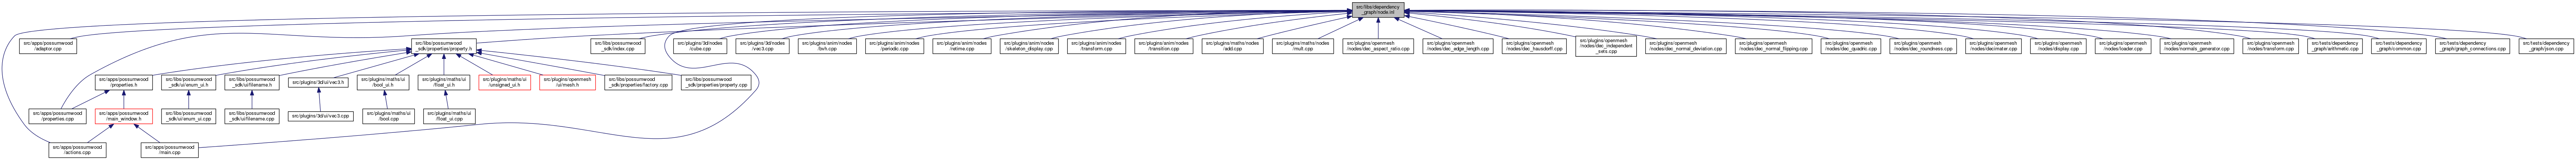 src/libs/dependency
_graph/node.inl
src/apps/possumwood
/adaptor.cpp
src/libs/possumwood
_sdk/properties/property.h
src/libs/possumwood
_sdk/index.cpp
src/plugins/3d/nodes
/cube.cpp
src/plugins/3d/nodes
/vec3.cpp
src/plugins/anim/nodes
/bvh.cpp
src/plugins/anim/nodes
/periodic.cpp
src/plugins/anim/nodes
/retime.cpp
src/plugins/anim/nodes
/skeleton_display.cpp
src/plugins/anim/nodes
/transform.cpp
src/plugins/anim/nodes
/transition.cpp
src/plugins/maths/nodes
/add.cpp
src/plugins/maths/nodes
/mult.cpp
src/plugins/openmesh
/nodes/dec_aspect_ratio.cpp
src/plugins/openmesh
/nodes/dec_edge_length.cpp
src/plugins/openmesh
/nodes/dec_hausdorff.cpp
src/plugins/openmesh
/nodes/dec_independent
_sets.cpp
src/plugins/openmesh
/nodes/dec_normal_deviation.cpp
src/plugins/openmesh
/nodes/dec_normal_flipping.cpp
src/plugins/openmesh
/nodes/dec_quadric.cpp
src/plugins/openmesh
/nodes/dec_roundness.cpp
src/plugins/openmesh
/nodes/decimater.cpp
src/plugins/openmesh
/nodes/display.cpp
src/plugins/openmesh
/nodes/loader.cpp
src/plugins/openmesh
/nodes/normals_generator.cpp
src/plugins/openmesh
/nodes/transform.cpp
src/tests/dependency
_graph/arithmetic.cpp
src/tests/dependency
_graph/common.cpp
src/tests/dependency
_graph/connections.cpp
src/tests/dependency
_graph/json.cpp
src/apps/possumwood
/properties.h
src/libs/possumwood
_sdk/ui/enum_ui.h
src/libs/possumwood
_sdk/ui/filename.h
src/plugins/3d/ui/vec3.h
src/plugins/maths/ui
/bool_ui.h
src/plugins/maths/ui
/float_ui.h
src/plugins/maths/ui
/unsigned_ui.h
src/plugins/openmesh
/ui/mesh.h
src/libs/possumwood
_sdk/properties/factory.cpp
src/libs/possumwood
_sdk/properties/property.cpp
src/apps/possumwood
/properties.cpp
src/apps/possumwood
/main_window.h
src/libs/possumwood
_sdk/ui/enum_ui.cpp
src/libs/possumwood
_sdk/ui/filename.cpp
src/plugins/3d/ui/vec3.cpp
src/plugins/maths/ui
/bool.cpp
src/plugins/maths/ui
/float_ui.cpp
src/apps/possumwood
/actions.cpp
src/apps/possumwood
/main.cpp